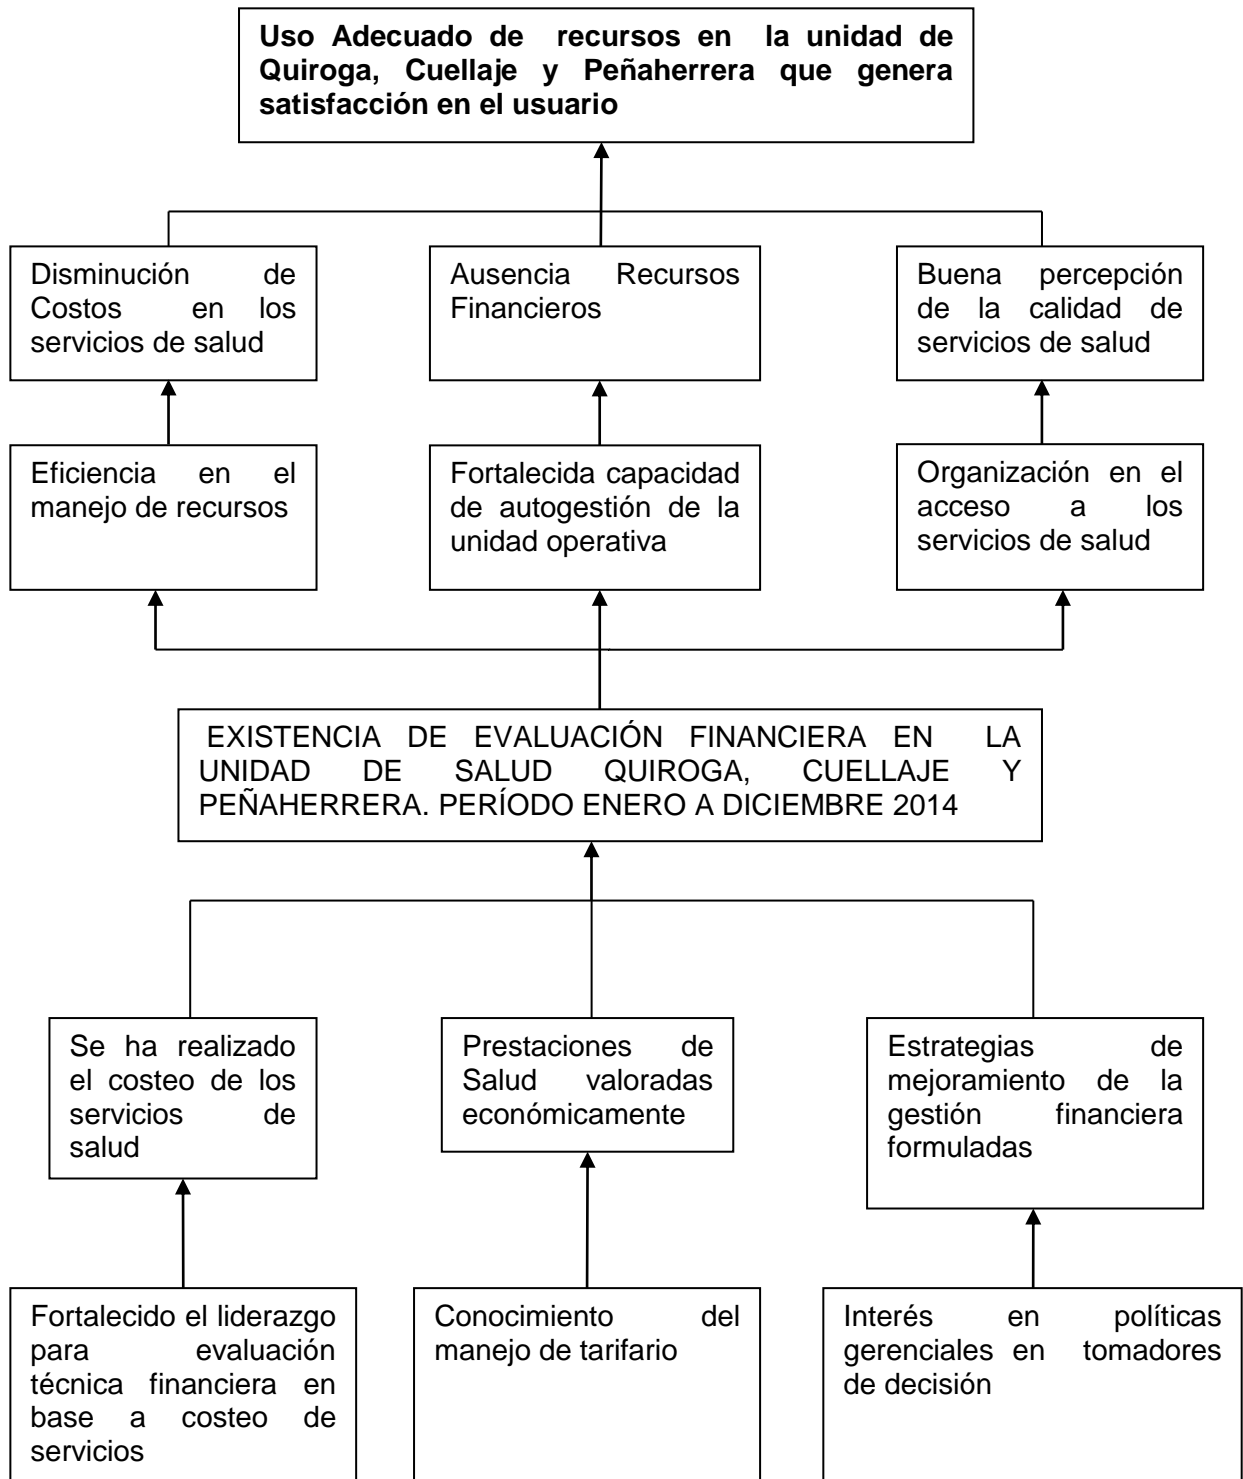 Uso Adecuado de recursos en la unidad de
Quiroga, Cuellaje y Peñaherrera que genera
satisfacción en el usuario
Disminución de
Costos en los
servicios de salud
Ausencia Recursos
Financieros
Buena percepción
de la calidad de
servicios de salud
Eficiencia en el
manejo de recursos
Fortalecida capacidad
de autogestión de la
unidad operativa
Organización en el
acceso a los
servicios de salud
EXISTENCIA DE EVALUACIÓN FINANCIERA EN LA
UNIDAD DE SALUD QUIROGA, CUELLAJE Y
PEÑAHERRERA. PERÍODO ENERO A DICIEMBRE 2014
Se ha realizado
el costeo de los
servicios de
salud
Prestaciones de
Salud valoradas
económicamente
Estrategias de
mejoramiento de la
gestión financiera
formuladas
Fortalecido el liderazgo
para evaluación
técnica financiera en
base a costeo de
servicios
Conocimiento del
manejo de tarifario
Interés en políticas
gerenciales en tomadores
de decisión